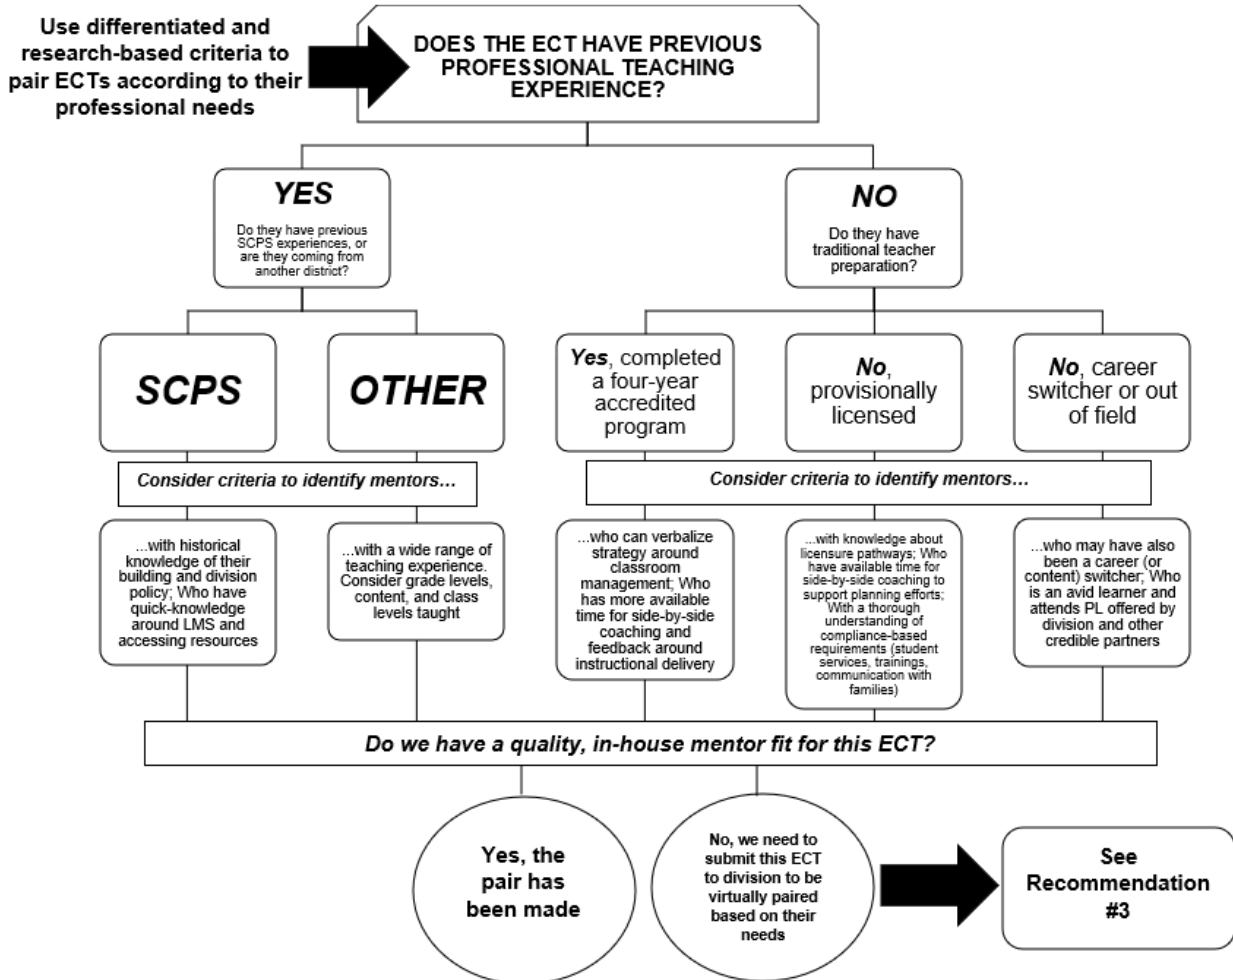 Use differentiated and
research-based criteria to
pair ECTs according to their
professional needs
DOES THE ECT HAVE PREVIOUS
PROFESSIONAL TEACHING
EXPERIENCE?
YES
Do they have previous
SCPS experiences, or
are they coming from
another district?
NO
Do they have
traditional teacher
preparation?
SCPS
OTHER
Yes, completed
a four-year
accredited
program
No,
provisionally
licensed
No, career
switcher or out
of field
Consider criteria to identify mentors…
Consider criteria to identify mentors…
...with historical
knowledge of their
building and division
policy; Who have
quick-knowledge
around LMS and
accessing resources
...with a wide range of
teaching experience.
Consider grade levels,
content, and class
levels taught
...who can verbalize
strategy around
classroom
management; Who
has more available
time for side-by-side
coaching and
feedback around
instructional delivery
...with knowledge about
licensure pathways; Who
have available time for
side-by-side coaching to
support planning efforts;
With a thorough
understanding of
compliance-based
requirements (student
services, trainings,
communication with
families)
...who may have also
been a career (or
content) switcher; Who
is an avid learner and
attends PL offered by
division and other
credible partners
Do we have a quality, in-house mentor fit for this ECT?
Yes, the
pair has
been made
No, we need to
submit this ECT
to division to be
virtually paired
based on their
needs
See
Recommendation
#3